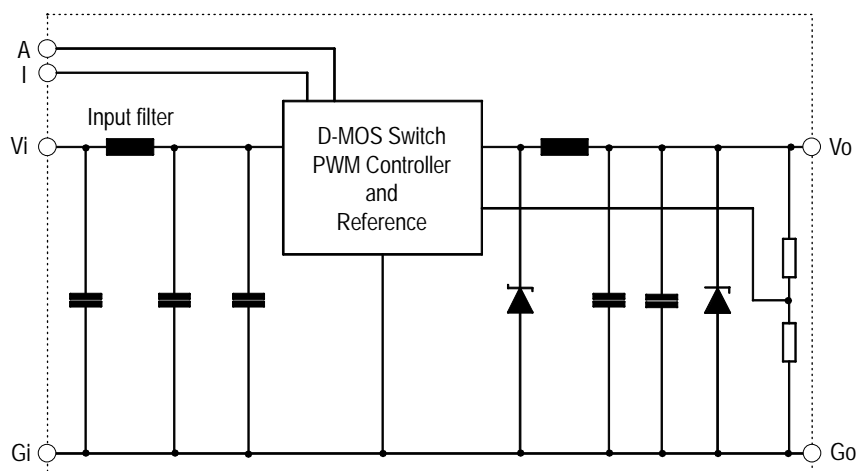 A
I
Input filter
Vi
D-MOS Switch
PWM Controller
and
Reference
Vo
Gi
Go